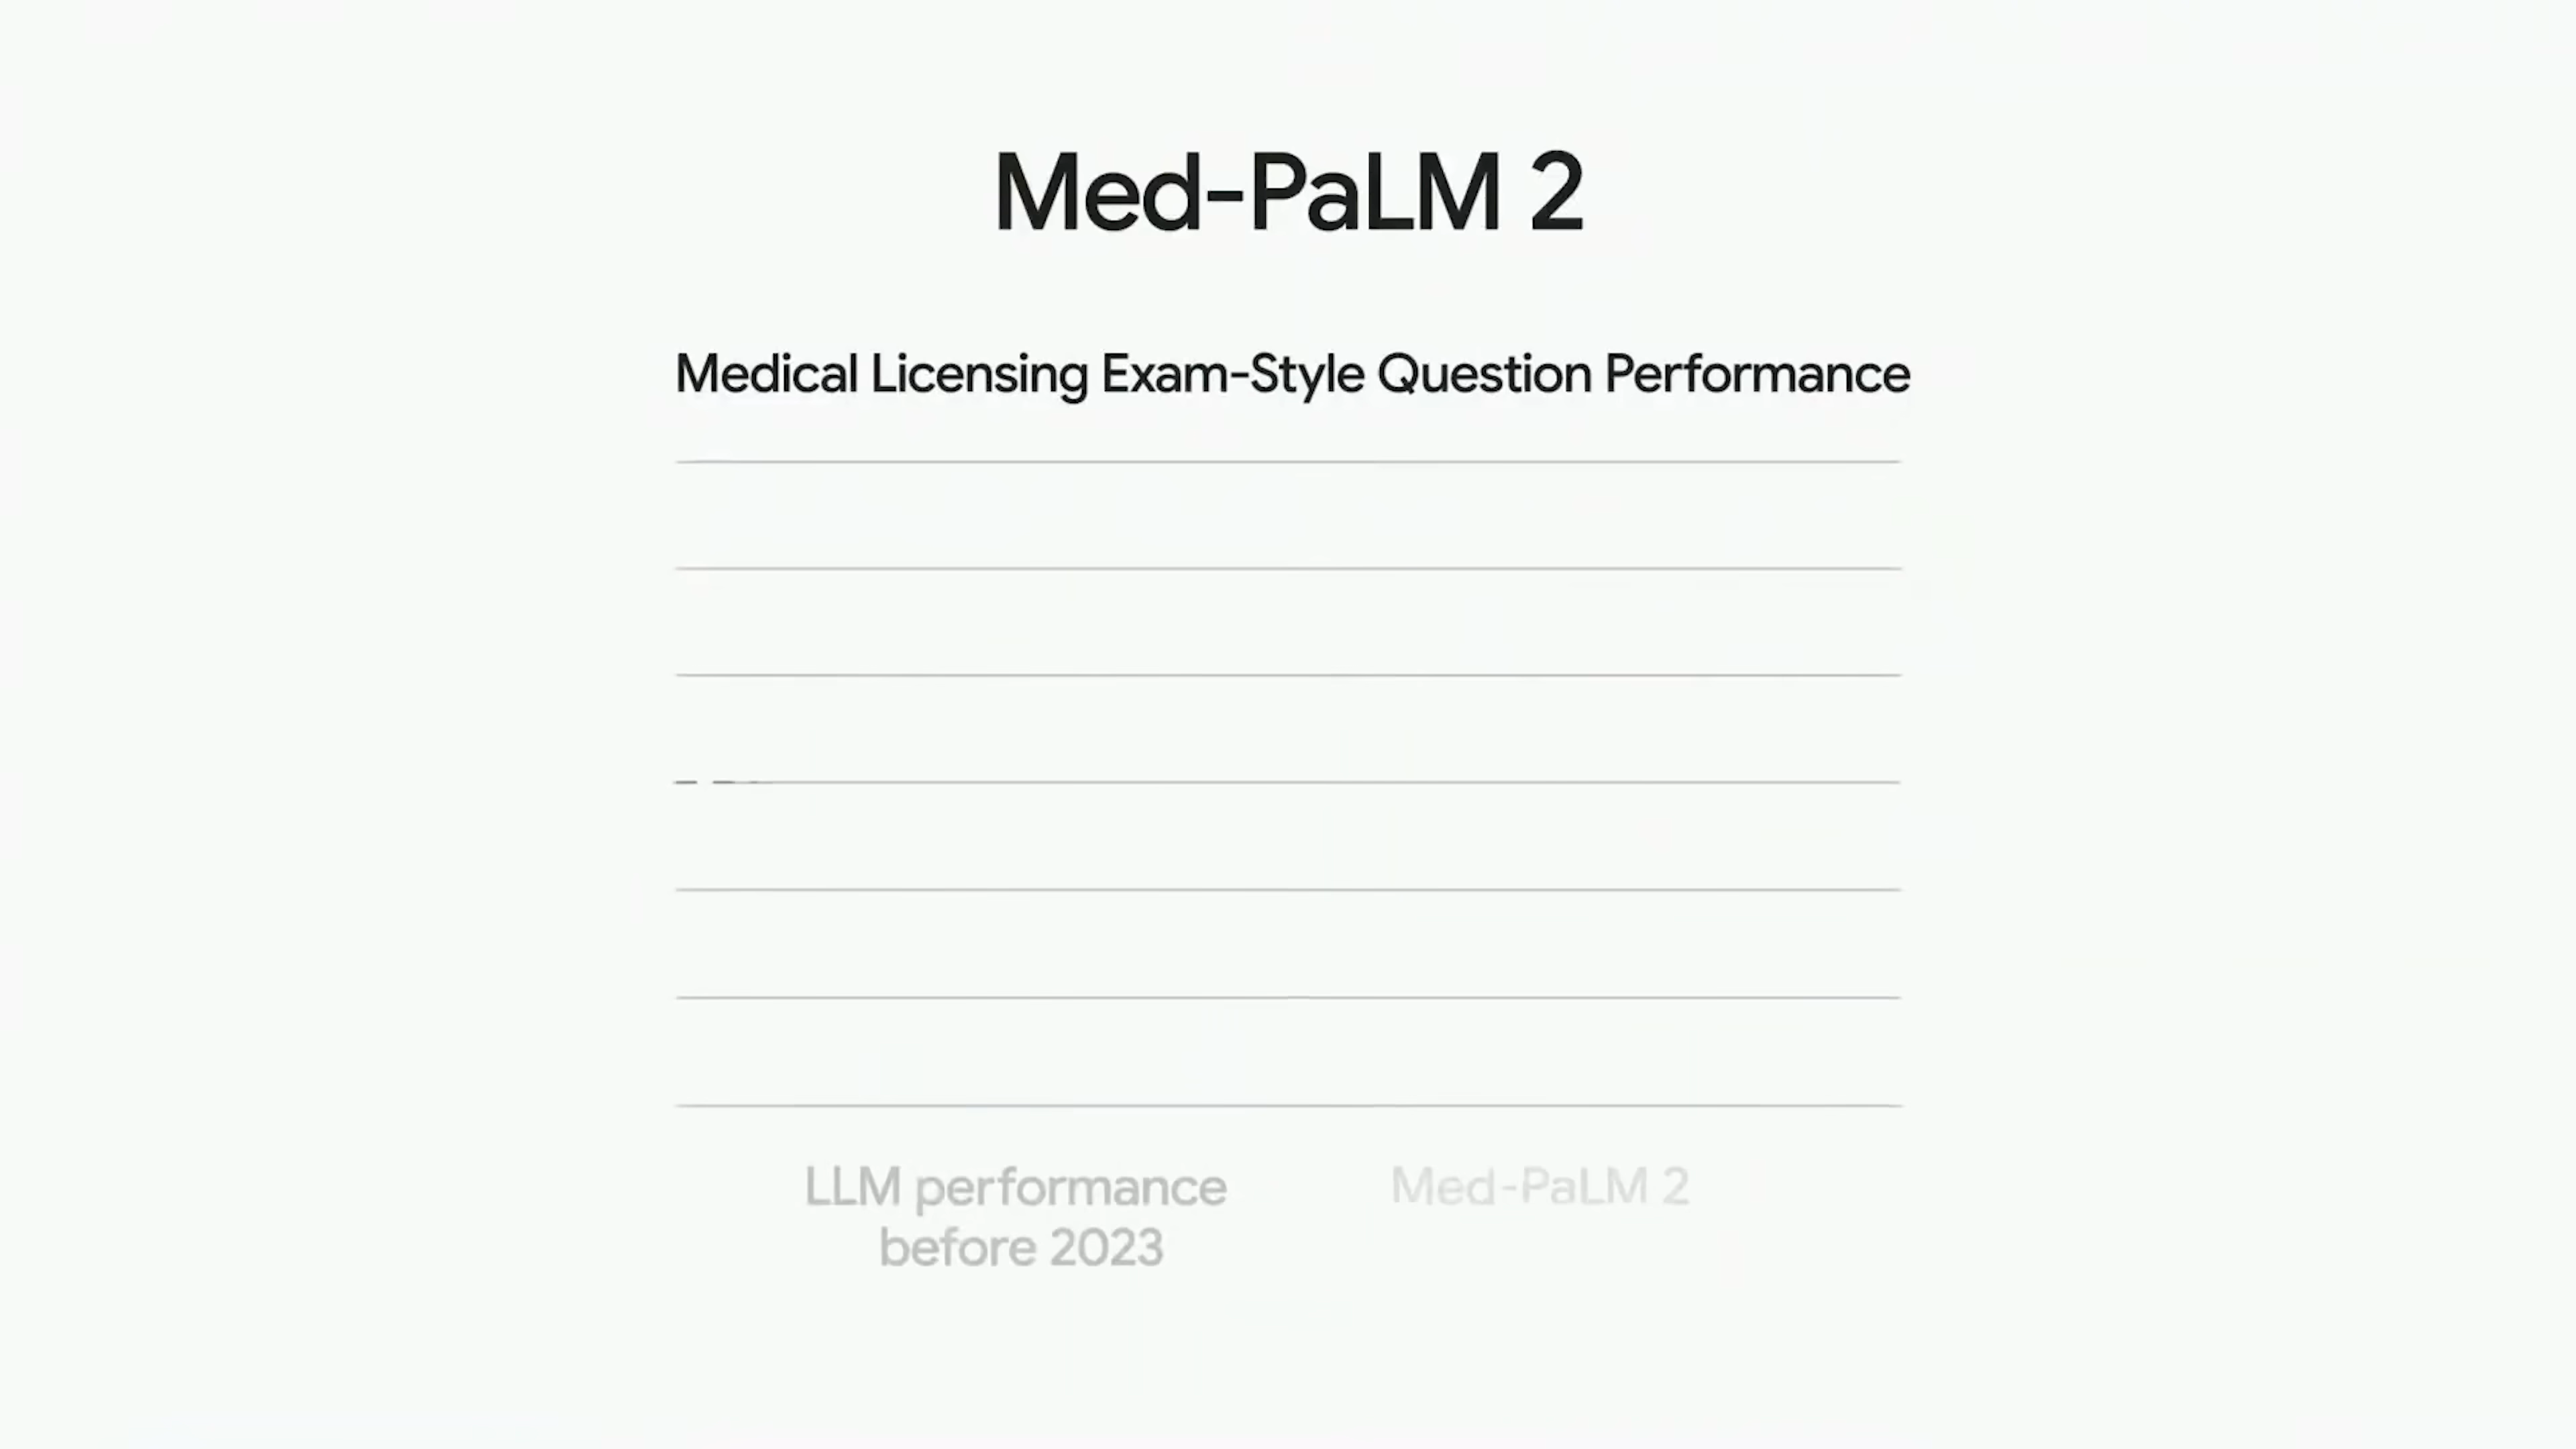 Med-PaLM 2
Medical Licensing Exam-Style Question Performance
LLM performance
before 2023
Med-PaLM 2